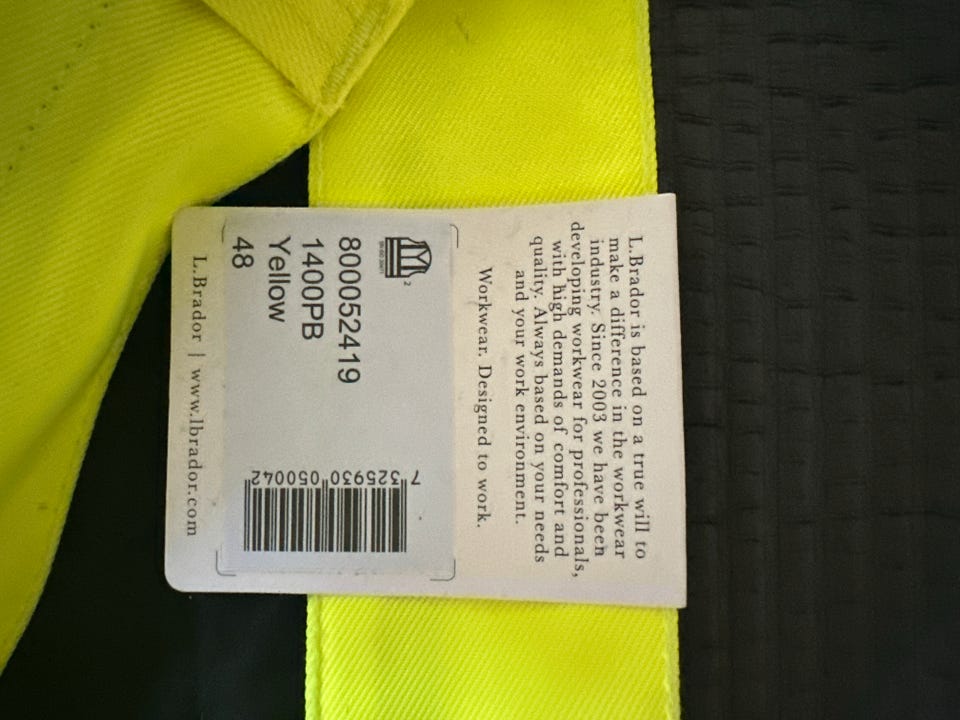 L.Brador is based on a true will to
make a difference in the workwear
industry. Since 2003 we have been
developing workwear for professionals,
with high demands of comfort and
quality. Always based on your needs
and your work environment.
Workwear. Designed to work.
2
800052419
1400PB
Yellow
48
7 325930 050042
L.Brador | www.lbrador.com